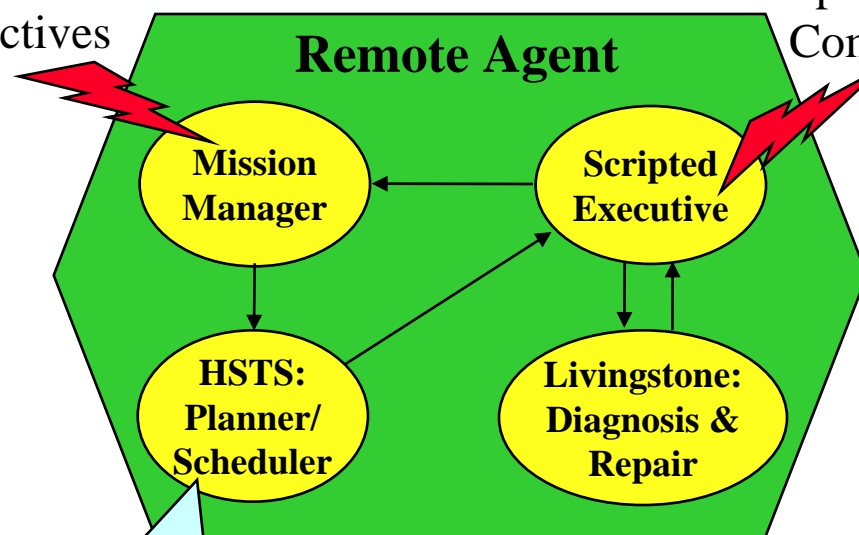 ctives
Con
Remote Agent
Mission
Manager
Scripted
Executive
HSTS:
Planner/
Scheduler
Livingstone:
Diagnosis &
Repair